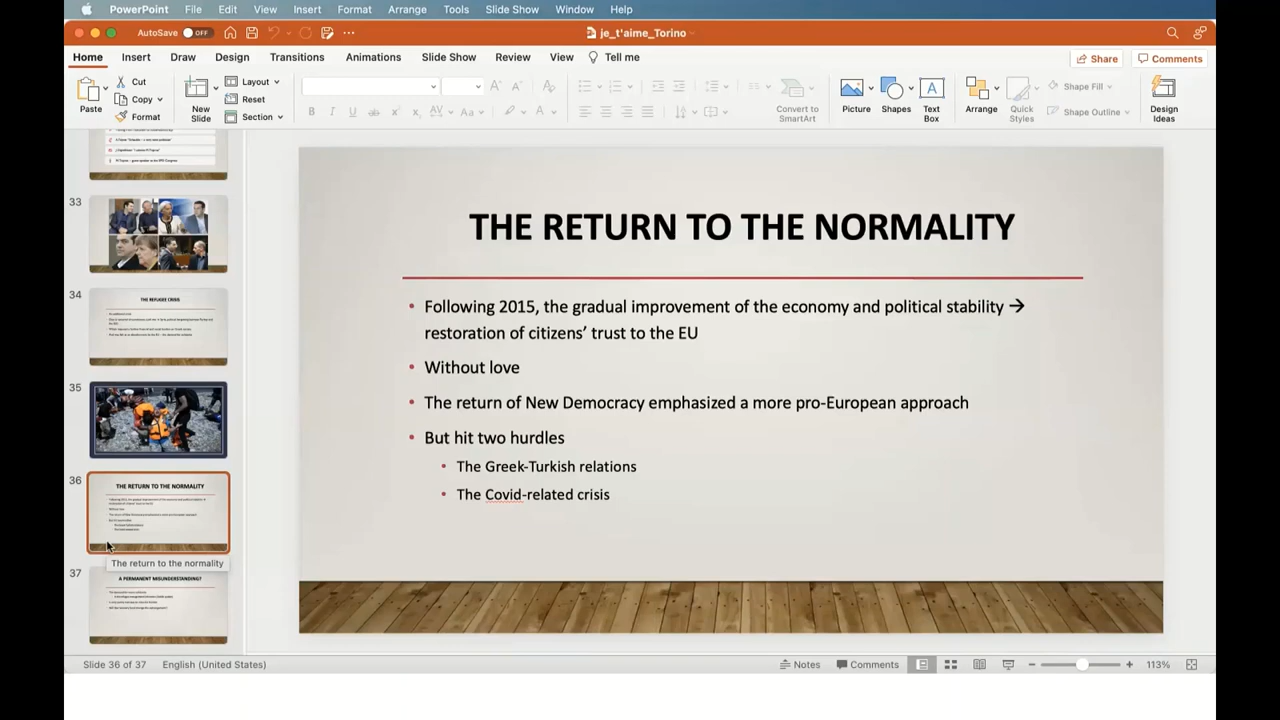 PowerPoint File Edit View Insert Format Arrange Tools Slide Show Window Help
AutoSave OFF je_t'aime_Torino
Home Insert Draw Design Transitions Animations Slide Show Review View Tell me Share Comments
Paste Cut Copy Format
New Slide Layout Reset Section
B I U ab x x AV Aa A
Convert to SmartArt
Picture Shapes Text Box Arrange Quick Styles Shape Fill Shape Outline Design Ideas
33
34
THE REFUGEE CRISIS
35
36
THE RETURN TO THE NORMALITY
The return to the normality
37
A PERMANENT MISUNDERSTANDING?
THE RETURN TO THE NORMALITY
• Following 2015, the gradual improvement of the economy and political stability →
restoration of citizens' trust to the EU
• Without love
• The return of New Democracy emphasized a more pro-European approach
• But hit two hurdles
• The Greek-Turkish relations
• The Covid-related crisis
Slide 36 of 37 English (United States) Notes Comments 113%